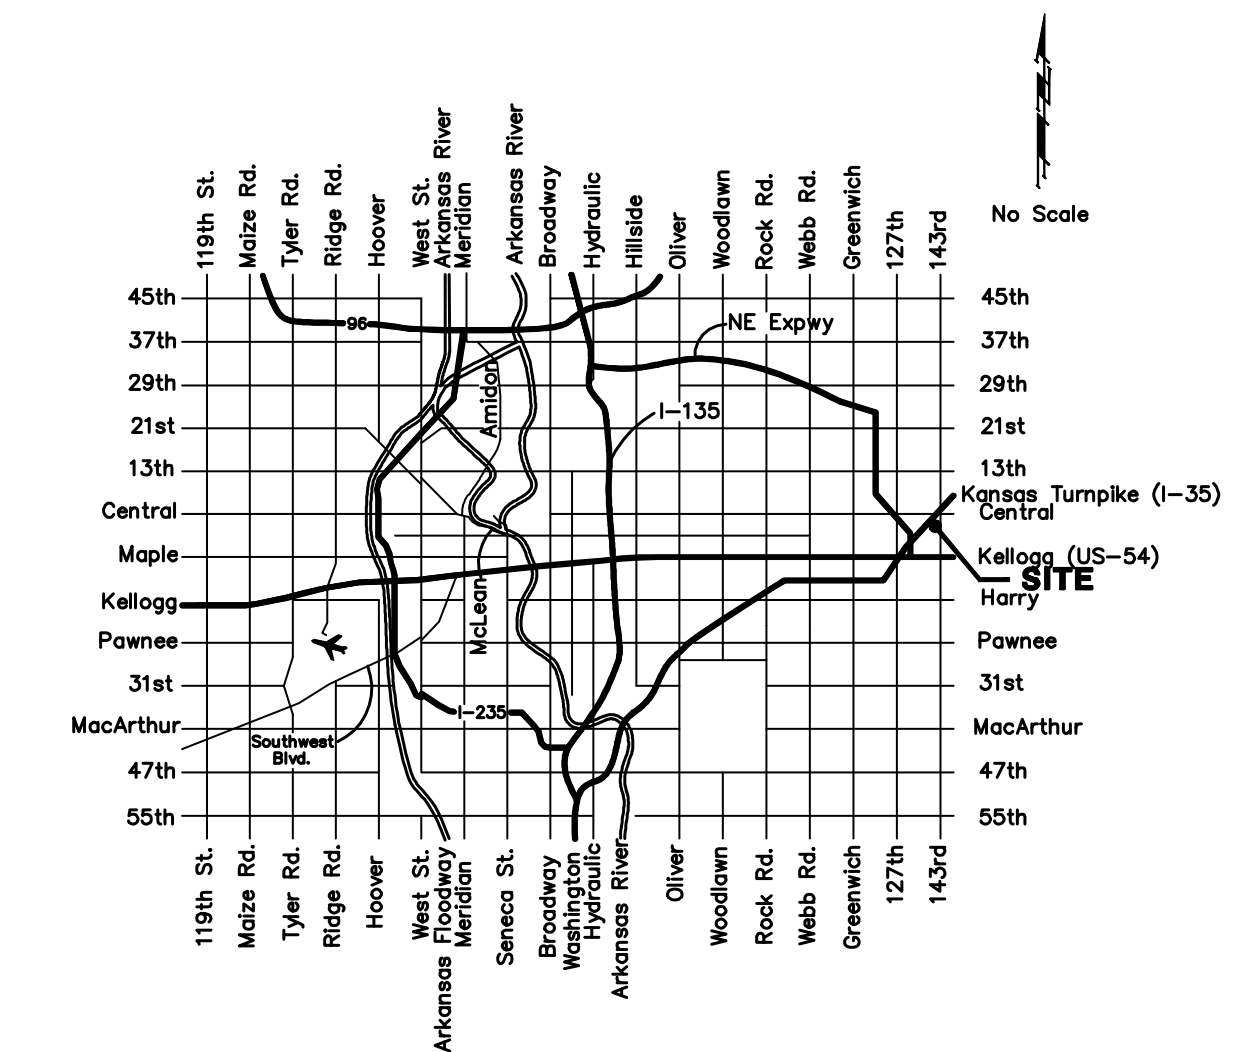 No Scale
119th St.
Maize Rd.
Tyler Rd.
Ridge Rd.
Hoover
West St.
Arkansas River
Meridian
Arkansas River
Broadway
Hydraulic
Hillside
Oliver
Woodlawn
Rock Rd.
Webb Rd.
Greenwich
127th
143rd
45th
37th
29th
21st
13th
Central
Maple
Kellogg
Pawnee
31st
MacArthur
47th
55th
96
NE Expwy
Amidon
I-135
McLean
I-235
Southwest
Blvd.
45th
37th
29th
21st
13th
Kansas Turnpike (I-35)
Central
Kellogg (US-54)
SITE
Harry
Pawnee
31st
MacArthur
47th
55th
119th St.
Maize Rd.
Tyler Rd.
Ridge Rd.
Hoover
West St.
Arkansas Floodway
Meridian
Seneca St.
Broadway
Washington
Hydraulic
Arkansas River
Oliver
Woodlawn
Rock Rd.
Webb Rd.
Greenwich
127th
143rd